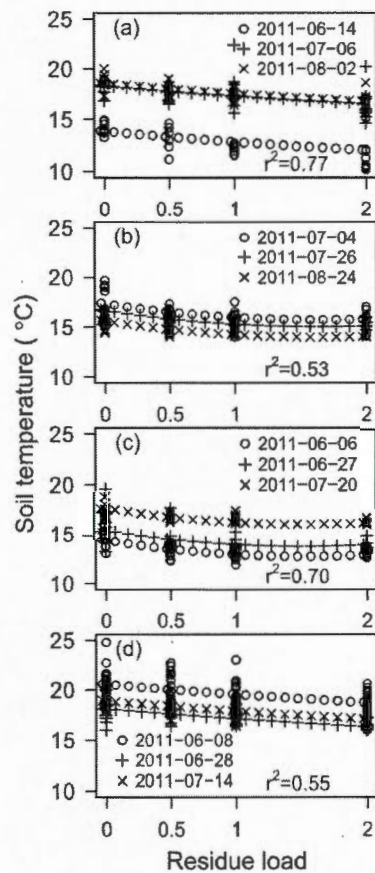 Soil temperature ( °C)
(a)
○ 2011-06-14
+ 2011-07-06
× 2011-08-02
25
20
15
10
r²=0.77
0 0.5 1 2
(b)
○ 2011-07-04
+ 2011-07-26
× 2011-08-24
25
20
15
10
r²=0.53
0 0.5 1 2
(c)
○ 2011-06-06
+ 2011-06-27
× 2011-07-20
25
20
15
10
r²=0.70
0 0.5 1 2
(d)
25
20
15
10
○ 2011-06-08
+ 2011-06-28
× 2011-07-14
r²=0.55
0 0.5 1 2
Residue load